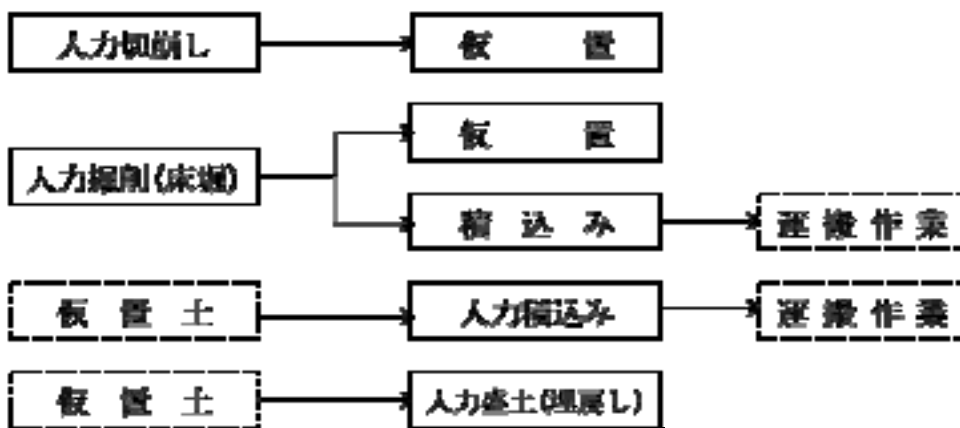 人力切崩し
仮置
仮置
人力掘削(床堀)
積込み
運搬作業
仮置土
人力積込み
運搬作業
仮置土
人力盛土(埋戻し)